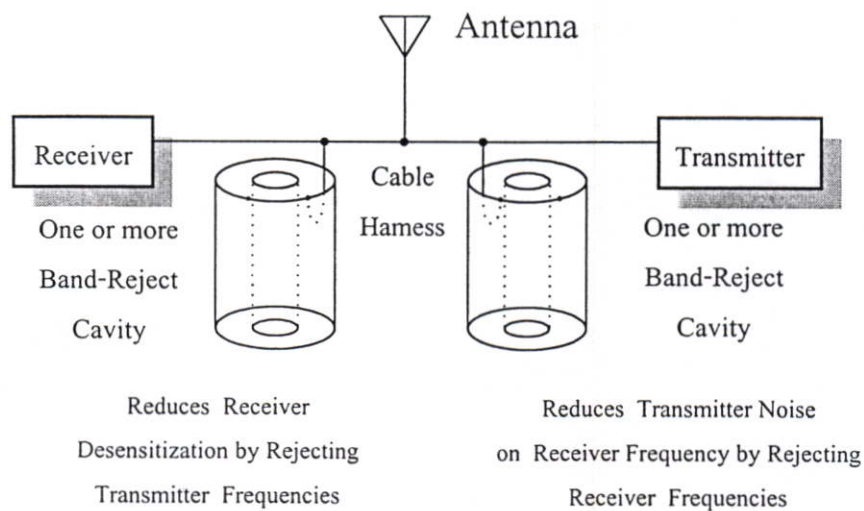 Antenna
Receiver
Transmitter
Cable
Hamess
One or more
Band-Reject
Cavity
One or more
Band-Reject
Cavity
Reduces Receiver
Desensitization by Rejecting
Transmitter Frequencies
Reduces Transmitter Noise
on Receiver Frequency by Rejecting
Receiver Frequencies